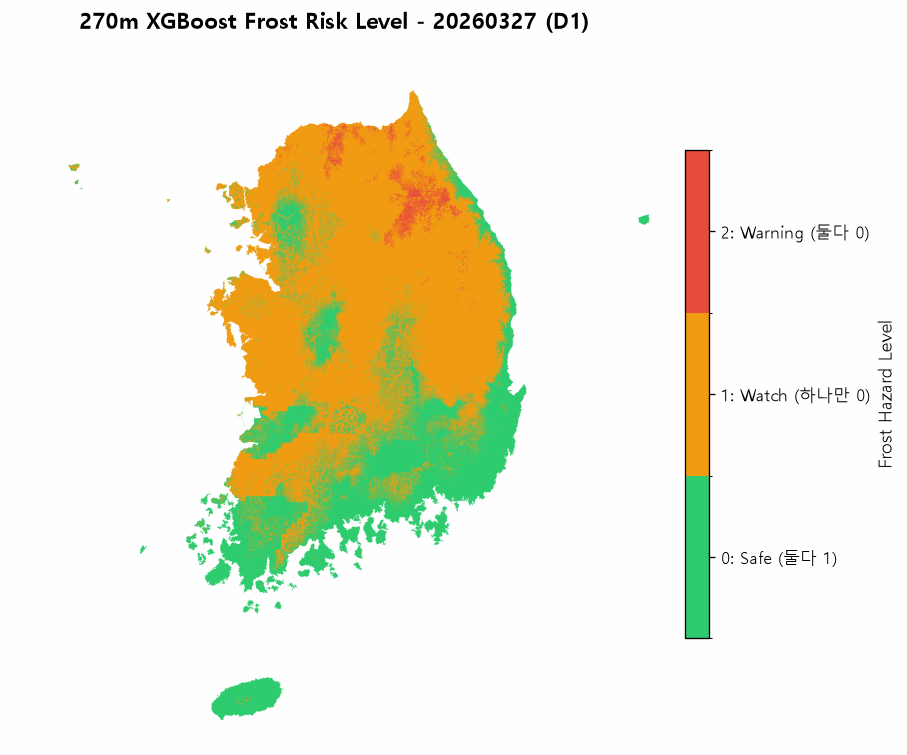 270m XGBoost Frost Risk Level - 20260327 (D1)
2: Warning (둘다 0)
1: Watch (하나만 0)
0: Safe (둘다 1)
Frost Hazard Level